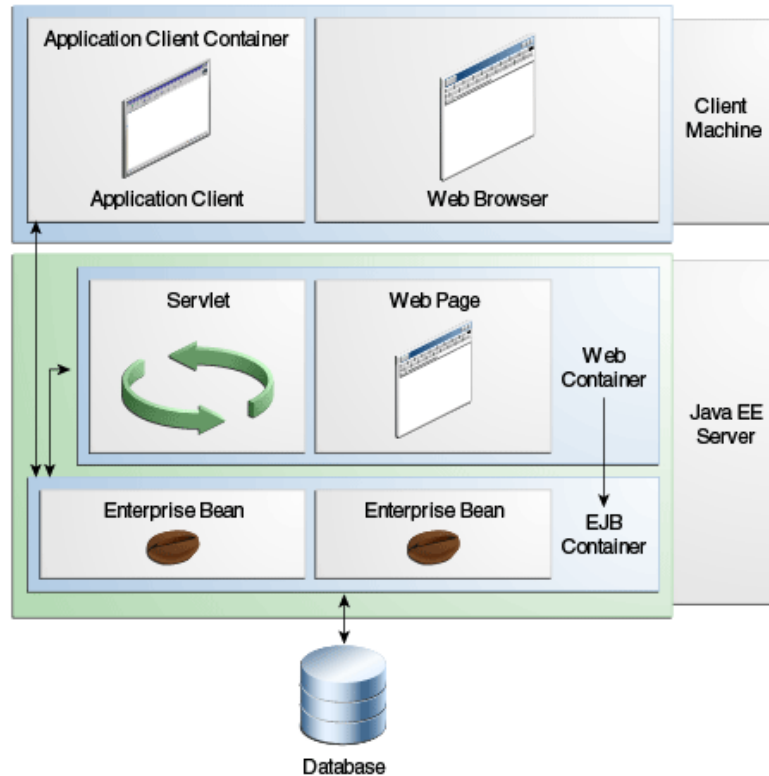 Application Client Container
Application Client
Web Browser
Client
Machine
Servlet
Web Page
Web
Container
Java EE
Server
Enterprise Bean
Enterprise Bean
EJB
Container
Database